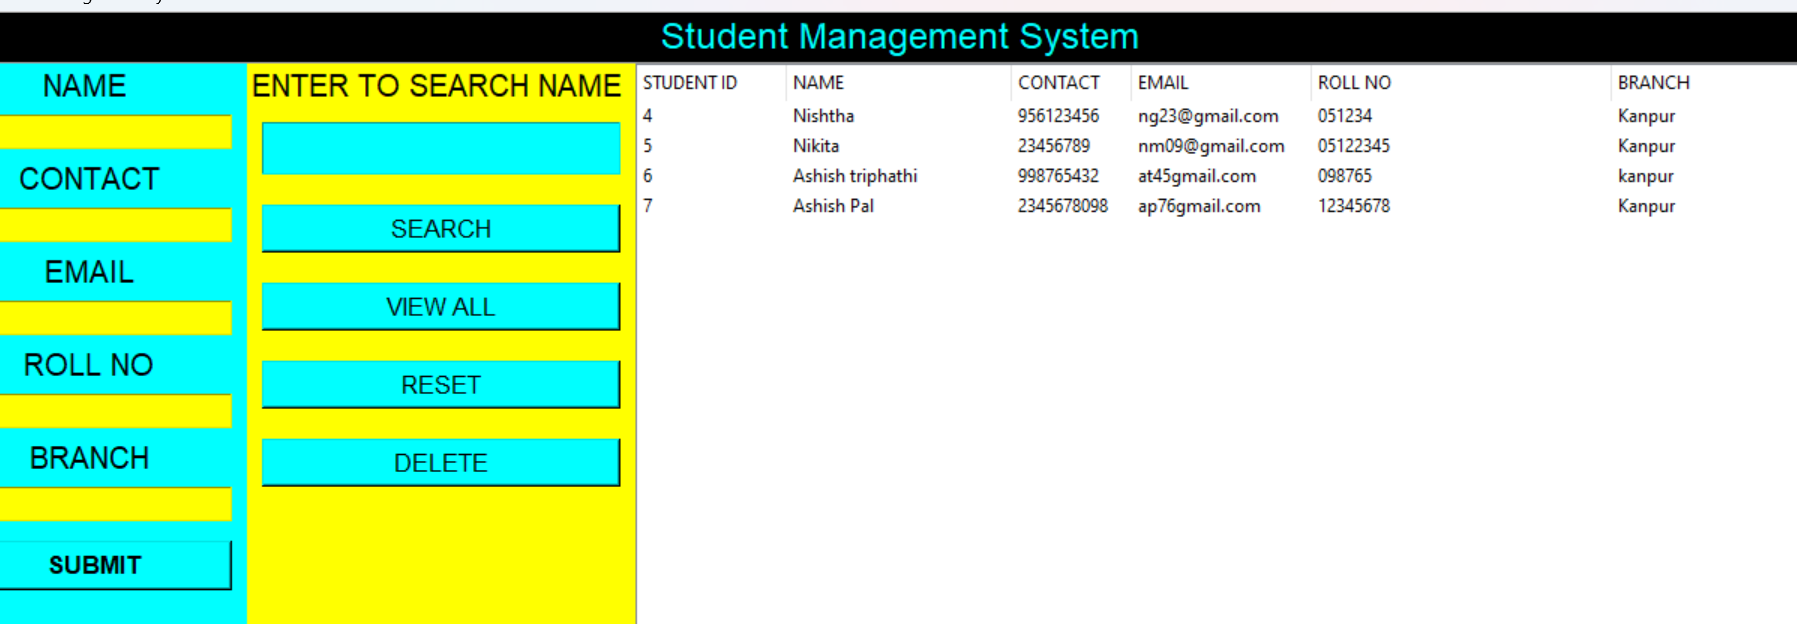 Student Management System
NAME
CONTACT
EMAIL
ROLL NO
BRANCH
SUBMIT
ENTER TO SEARCH NAME
SEARCH
VIEW ALL
RESET
DELETE
STUDENT ID NAME CONTACT EMAIL ROLL NO BRANCH
4 Nishtha 956123456 ng23@gmail.com 051234 Kanpur
5 Nikita 23456789 nm09@gmail.com 05122345 Kanpur
6 Ashish triphathi 998765432 at45gmail.com 098765 kanpur
7 Ashish Pal 2345678098 ap76gmail.com 12345678 Kanpur